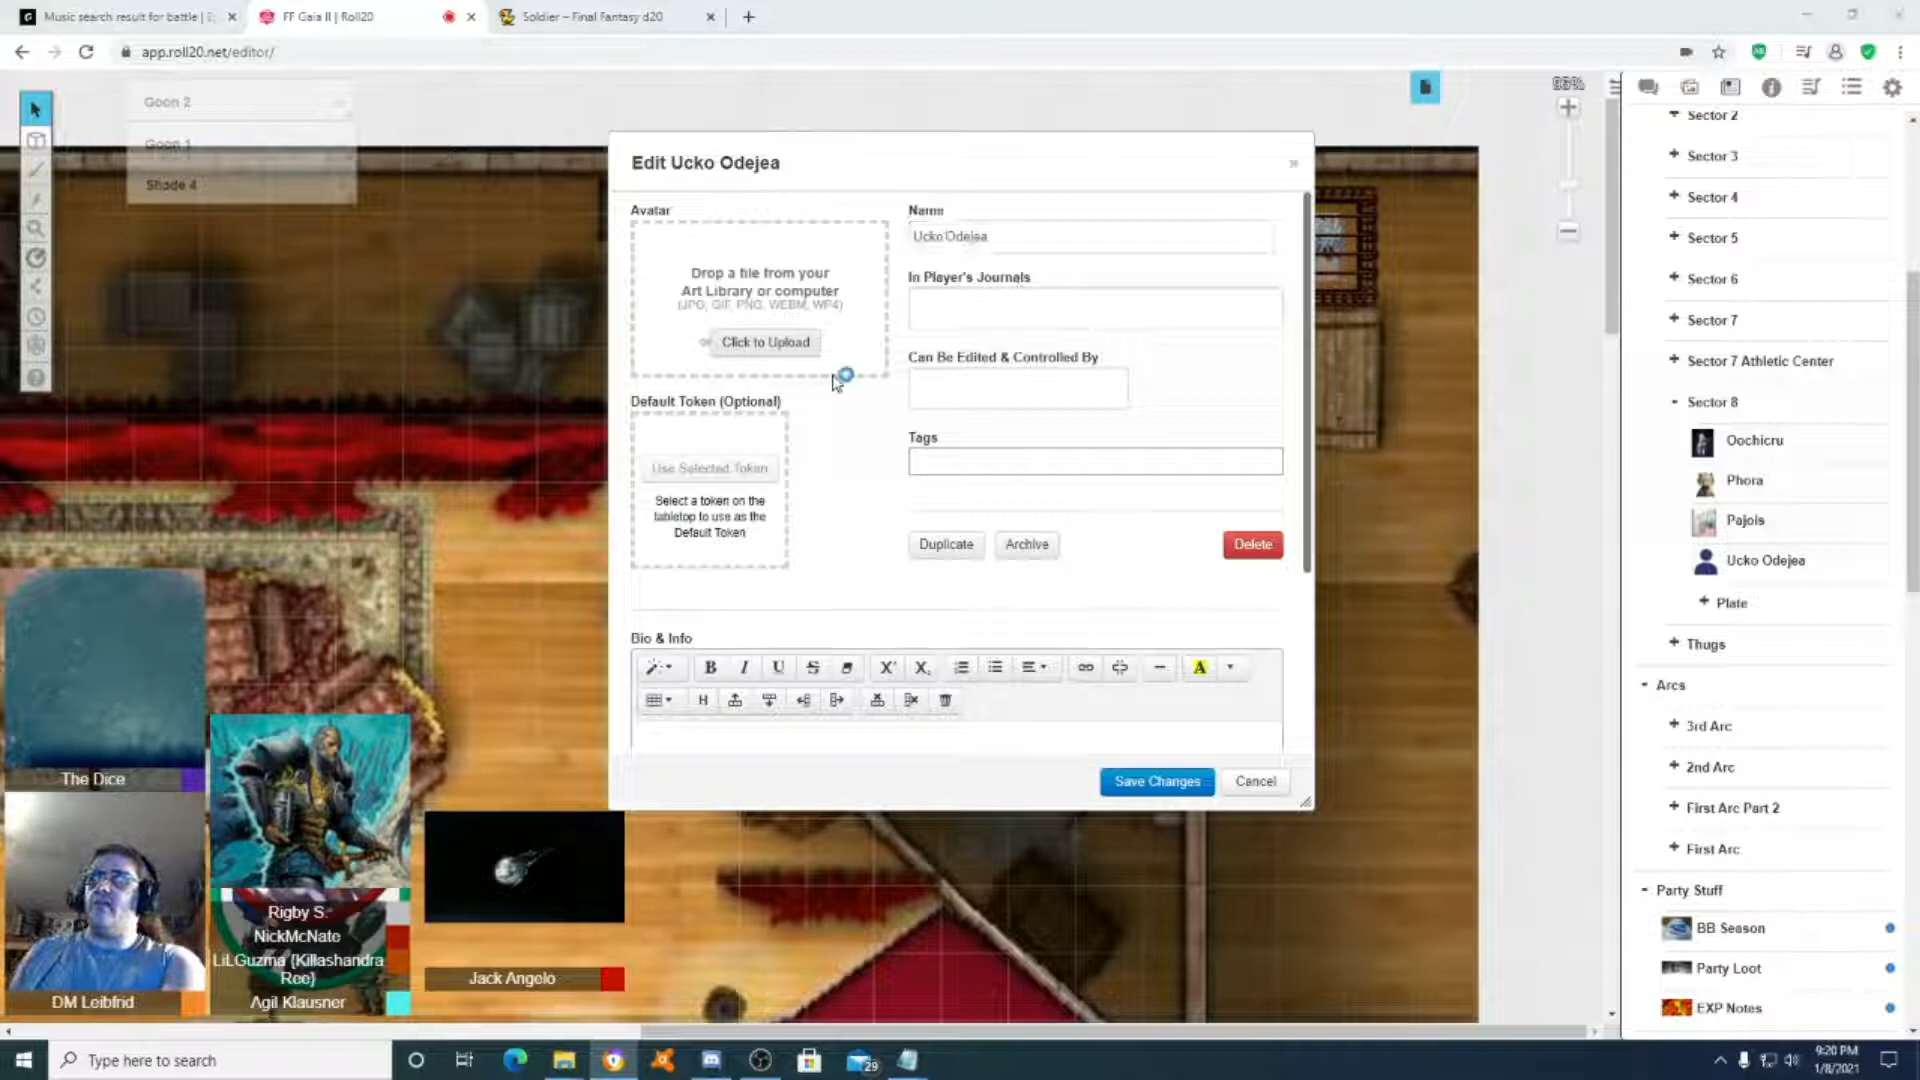 Music search result for battle | E
FF Gaia II | Roll20
Soldier – Final Fantasy d20
app.roll20.net/editor/
Goon 2
Goon 1
Shade 4
93%
Edit Ucko Odejea
Avatar
Drop a file from your
Art Library or computer
(JPG, GIF, PNG, WEBM, WP4)
or
Click to Upload
Default Token (Optional)
Use Selected Token
Select a token on the
tabletop to use as the
Default Token
Name
Ucko Odejea
In Player's Journals
Can Be Edited & Controlled By
Tags
Duplicate
Archive
Delete
Bio & Info
B
I
U
S
X
X
H
A
Save Changes
Cancel
Sector 2
Sector 3
Sector 4
Sector 5
Sector 6
Sector 7
Sector 7 Athletic Center
Sector 8
Oochicru
Phora
Pajois
Ucko Odejea
Plate
Thugs
Arcs
3rd Arc
2nd Arc
First Arc Part 2
First Arc
Party Stuff
BB Season
Party Loot
EXP Notes
The Dice
DM Leibfrid
Rigby S.
NickMcNate
LiLGuzma (Killashandra
Ree)
Agil Klausner
Jack Angelo
Type here to search
29
9:20 PM
1/8/2021